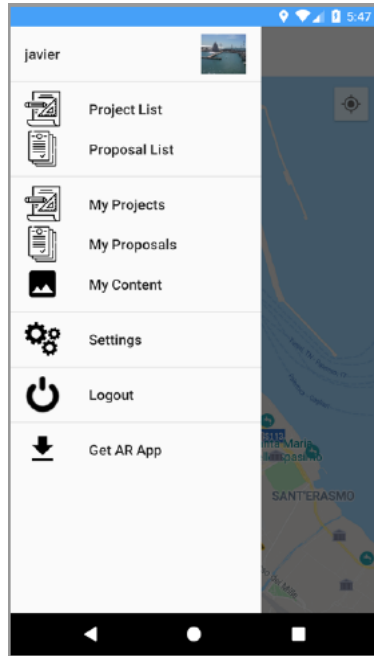 5:47
javier
Project List
Proposal List
My Projects
My Proposals
My Content
Settings
Logout
Get AR App
SANT'ERASMO